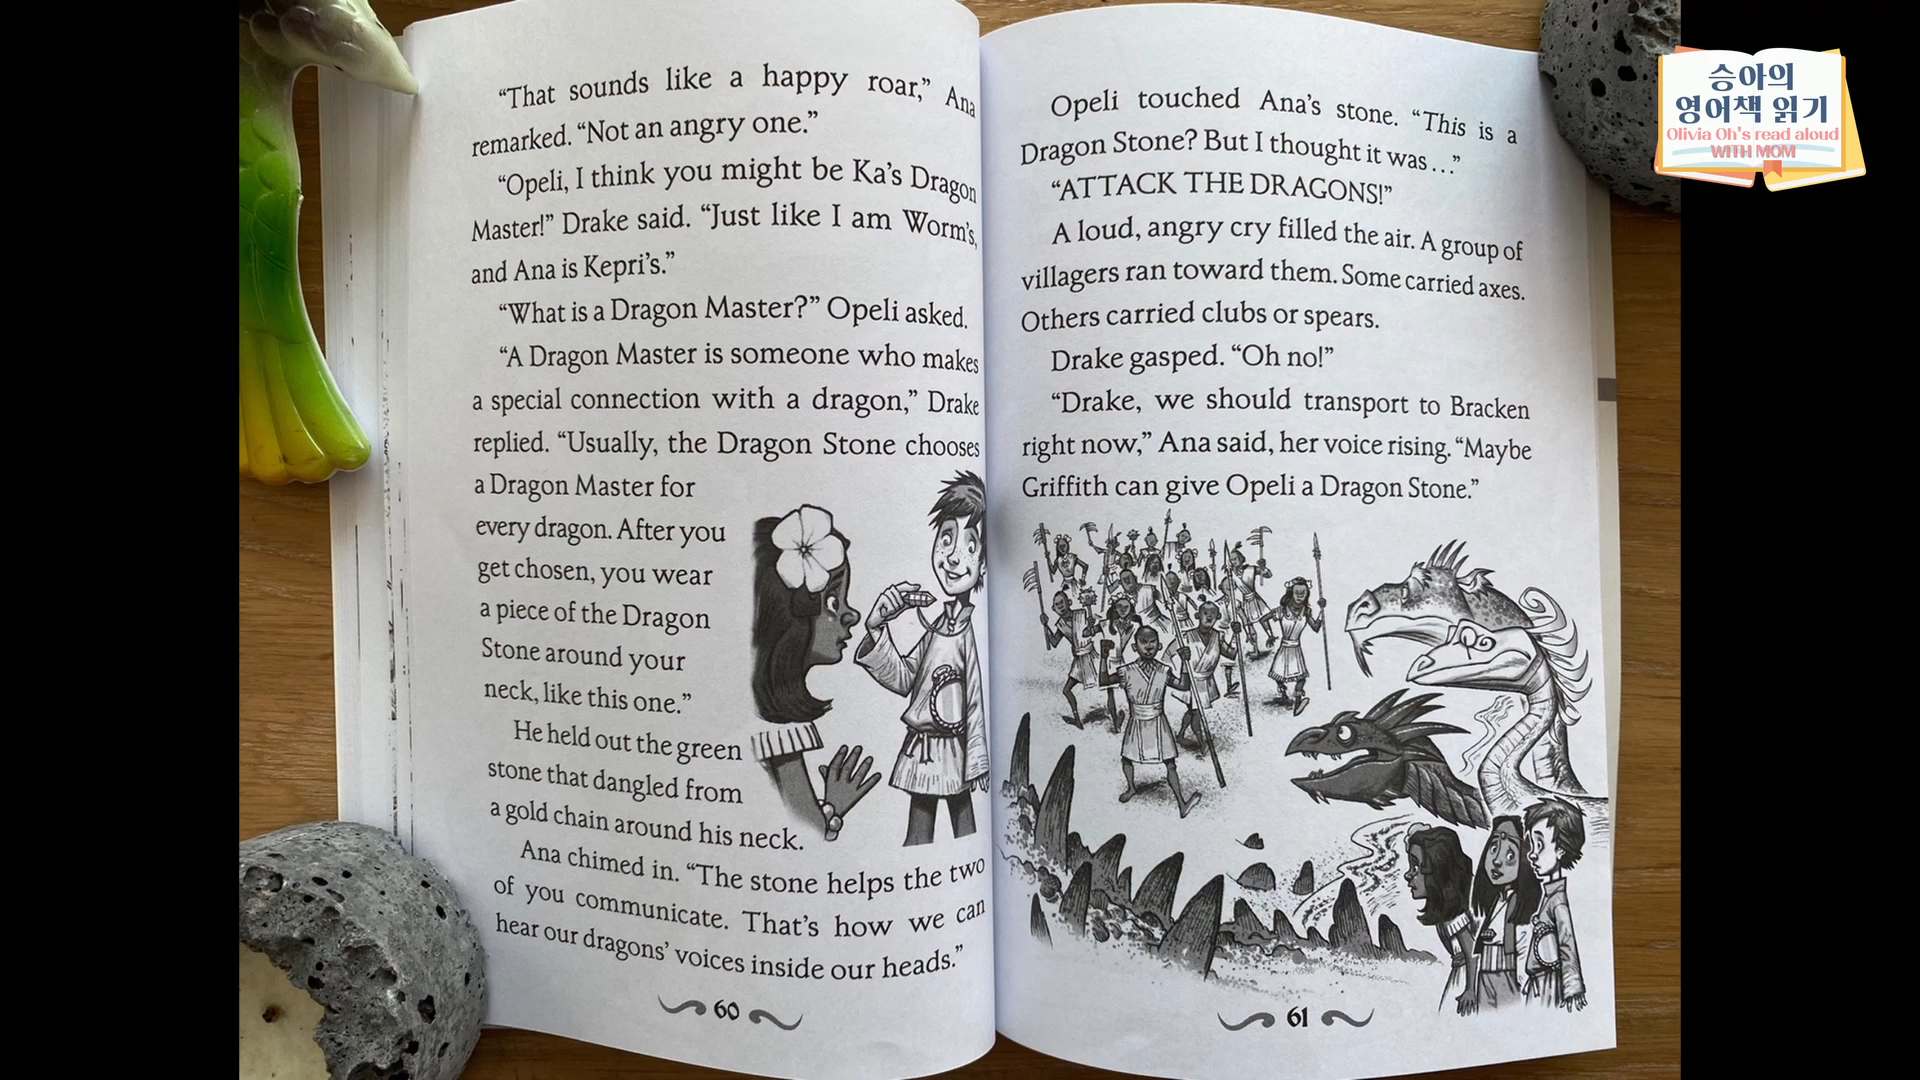 “That sounds like a happy roar,” Ana
remarked. “Not an angry one.”
“Opeli, I think you might be Ka’s Dragon
Master!” Drake said. “Just like I am Worm’s,
and Ana is Kepri’s.”
“What is a Dragon Master?” Opeli asked.
“A Dragon Master is someone who makes
a special connection with a dragon,” Drake
replied. “Usually, the Dragon Stone chooses
a Dragon Master for
every dragon. After you
get chosen, you wear
a piece of the Dragon
Stone around your
neck, like this one.”
He held out the green
stone that dangled from
a gold chain around his neck.
Ana chimed in. “The stone helps the two
of you communicate. That’s how we can
hear our dragons’ voices inside our heads.”
60
Opeli touched Ana’s stone. “This is a
Dragon Stone? But I thought it was . . .”
“ATTACK THE DRAGONS!”
A loud, angry cry filled the air. A group of
villagers ran toward them. Some carried axes.
Others carried clubs or spears.
Drake gasped. “Oh no!”
“Drake, we should transport to Bracken
right now,” Ana said, her voice rising. “Maybe
Griffith can give Opeli a Dragon Stone.”
61
승아의
영어책 읽기
Olivia Oh's read aloud
WITH MOM